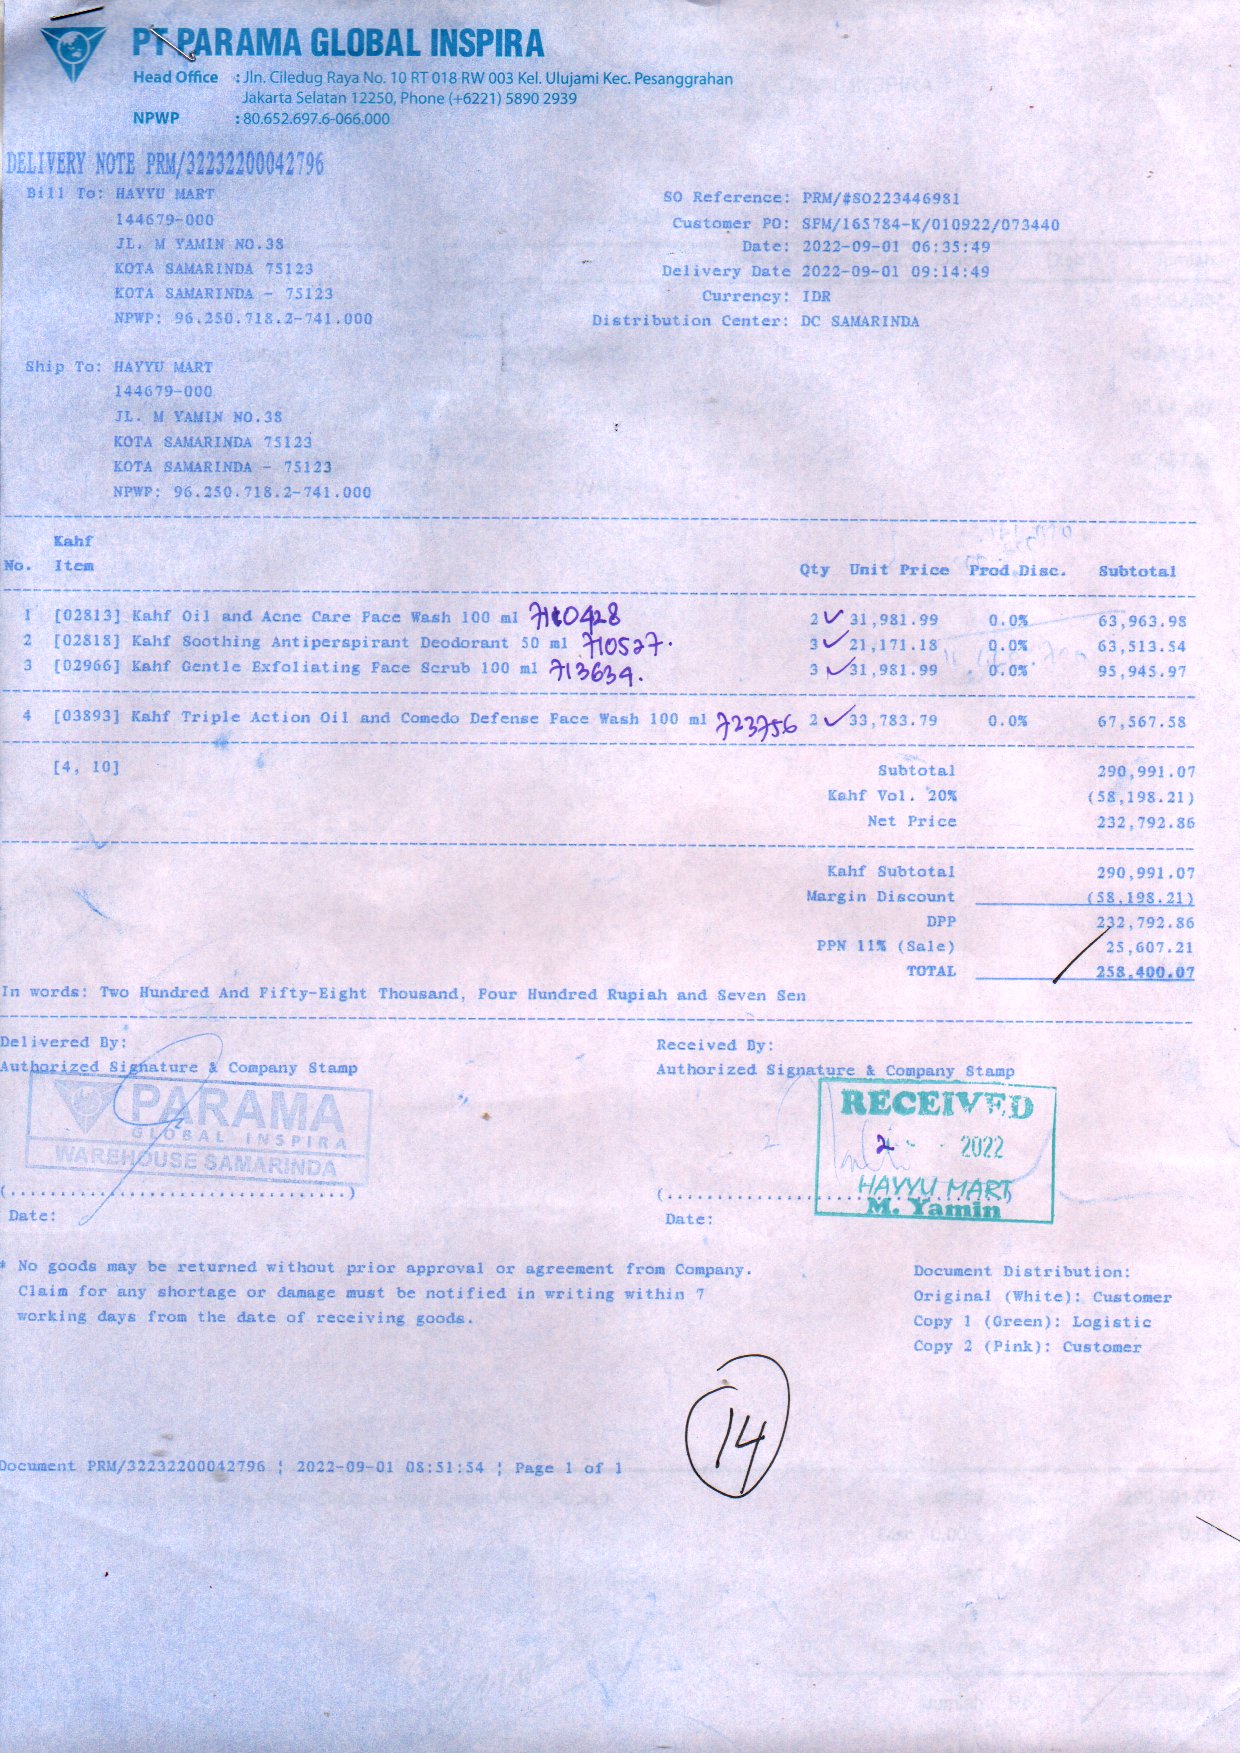 PT PARAMA GLOBAL INSPIRA
Head Office : Jln. Ciledug Raya No. 10 RT 018 RW 003 Kel. Ulujami Kec. Pesanggrahan
Jakarta Selatan 12250, Phone (+6221) 5890 2939
NPWP : 80.652.697.6-066.000
DELIVERY NOTE PRM/32232200042796
Bill To: HAYYU MART
144679-000
JL. M YAMIN NO.38
KOTA SAMARINDA 75123
KOTA SAMARINDA - 75123
NPWP: 96.250.718.2-741.000
SO Reference: PRM/#SO223446981
Customer PO: SFM/165784-K/010922/073440
Date: 2022-09-01 06:35:49
Delivery Date 2022-09-01 09:14:49
Currency: IDR
Distribution Center: DC SAMARINDA
Ship To: HAYYU MART
144679-000
JL. M YAMIN NO.38
KOTA SAMARINDA 75123
KOTA SAMARINDA - 75123
NPWP: 96.250.718.2-741.000
Kahf
No. Item Qty Unit Price Prod Disc. Subtotal
1 [02813] Kahf Oil and Acne Care Face Wash 100 ml 710428 2 31,981.99 0.0% 63,963.98
2 [02818] Kahf Soothing Antiperspirant Deodorant 50 ml 710527. 3 21,171.18 0.0% 63,513.54
3 [02966] Kahf Gentle Exfoliating Face Scrub 100 ml 713634. 3 31,981.99 0.0% 95,945.97
4 [03893] Kahf Triple Action Oil and Comedo Defense Face Wash 100 ml 723756 2 33,783.79 0.0% 67,567.58
[4, 10] Subtotal 290,991.07
Kahf Vol. 20% (58,198.21)
Net Price 232,792.86
Kahf Subtotal 290,991.07
Margin Discount (58,198.21)
DPP 232,792.86
PPN 11% (Sale) 25,607.21
TOTAL 258,400.07
In words: Two Hundred And Fifty-Eight Thousand, Four Hundred Rupiah and Seven Sen
Delivered By:
Authorized Signature & Company Stamp
PARAMA
GLOBAL INSPIRA
WAREHOUSE SAMARINDA
(...................................)
Date:
Received By:
Authorized Signature & Company Stamp
RECEIVED
2 2022
HAYYU MART
M. Yamin
(...................................)
Date:
* No goods may be returned without prior approval or agreement from Company.
Claim for any shortage or damage must be notified in writing within 7
working days from the date of receiving goods.
Document Distribution:
Original (White): Customer
Copy 1 (Green): Logistic
Copy 2 (Pink): Customer
14
Document PRM/32232200042796 ¦ 2022-09-01 08:51:54 ¦ Page 1 of 1